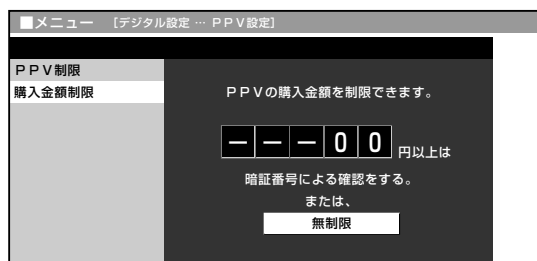 ■メニュー ［デジタル設定 … ＰＰＶ設定］
ＰＰＶ制限
購入金額制限
ＰＰＶの購入金額を制限できます。
－－－００ 円以上は
暗証番号による確認をする。
または、
無制限